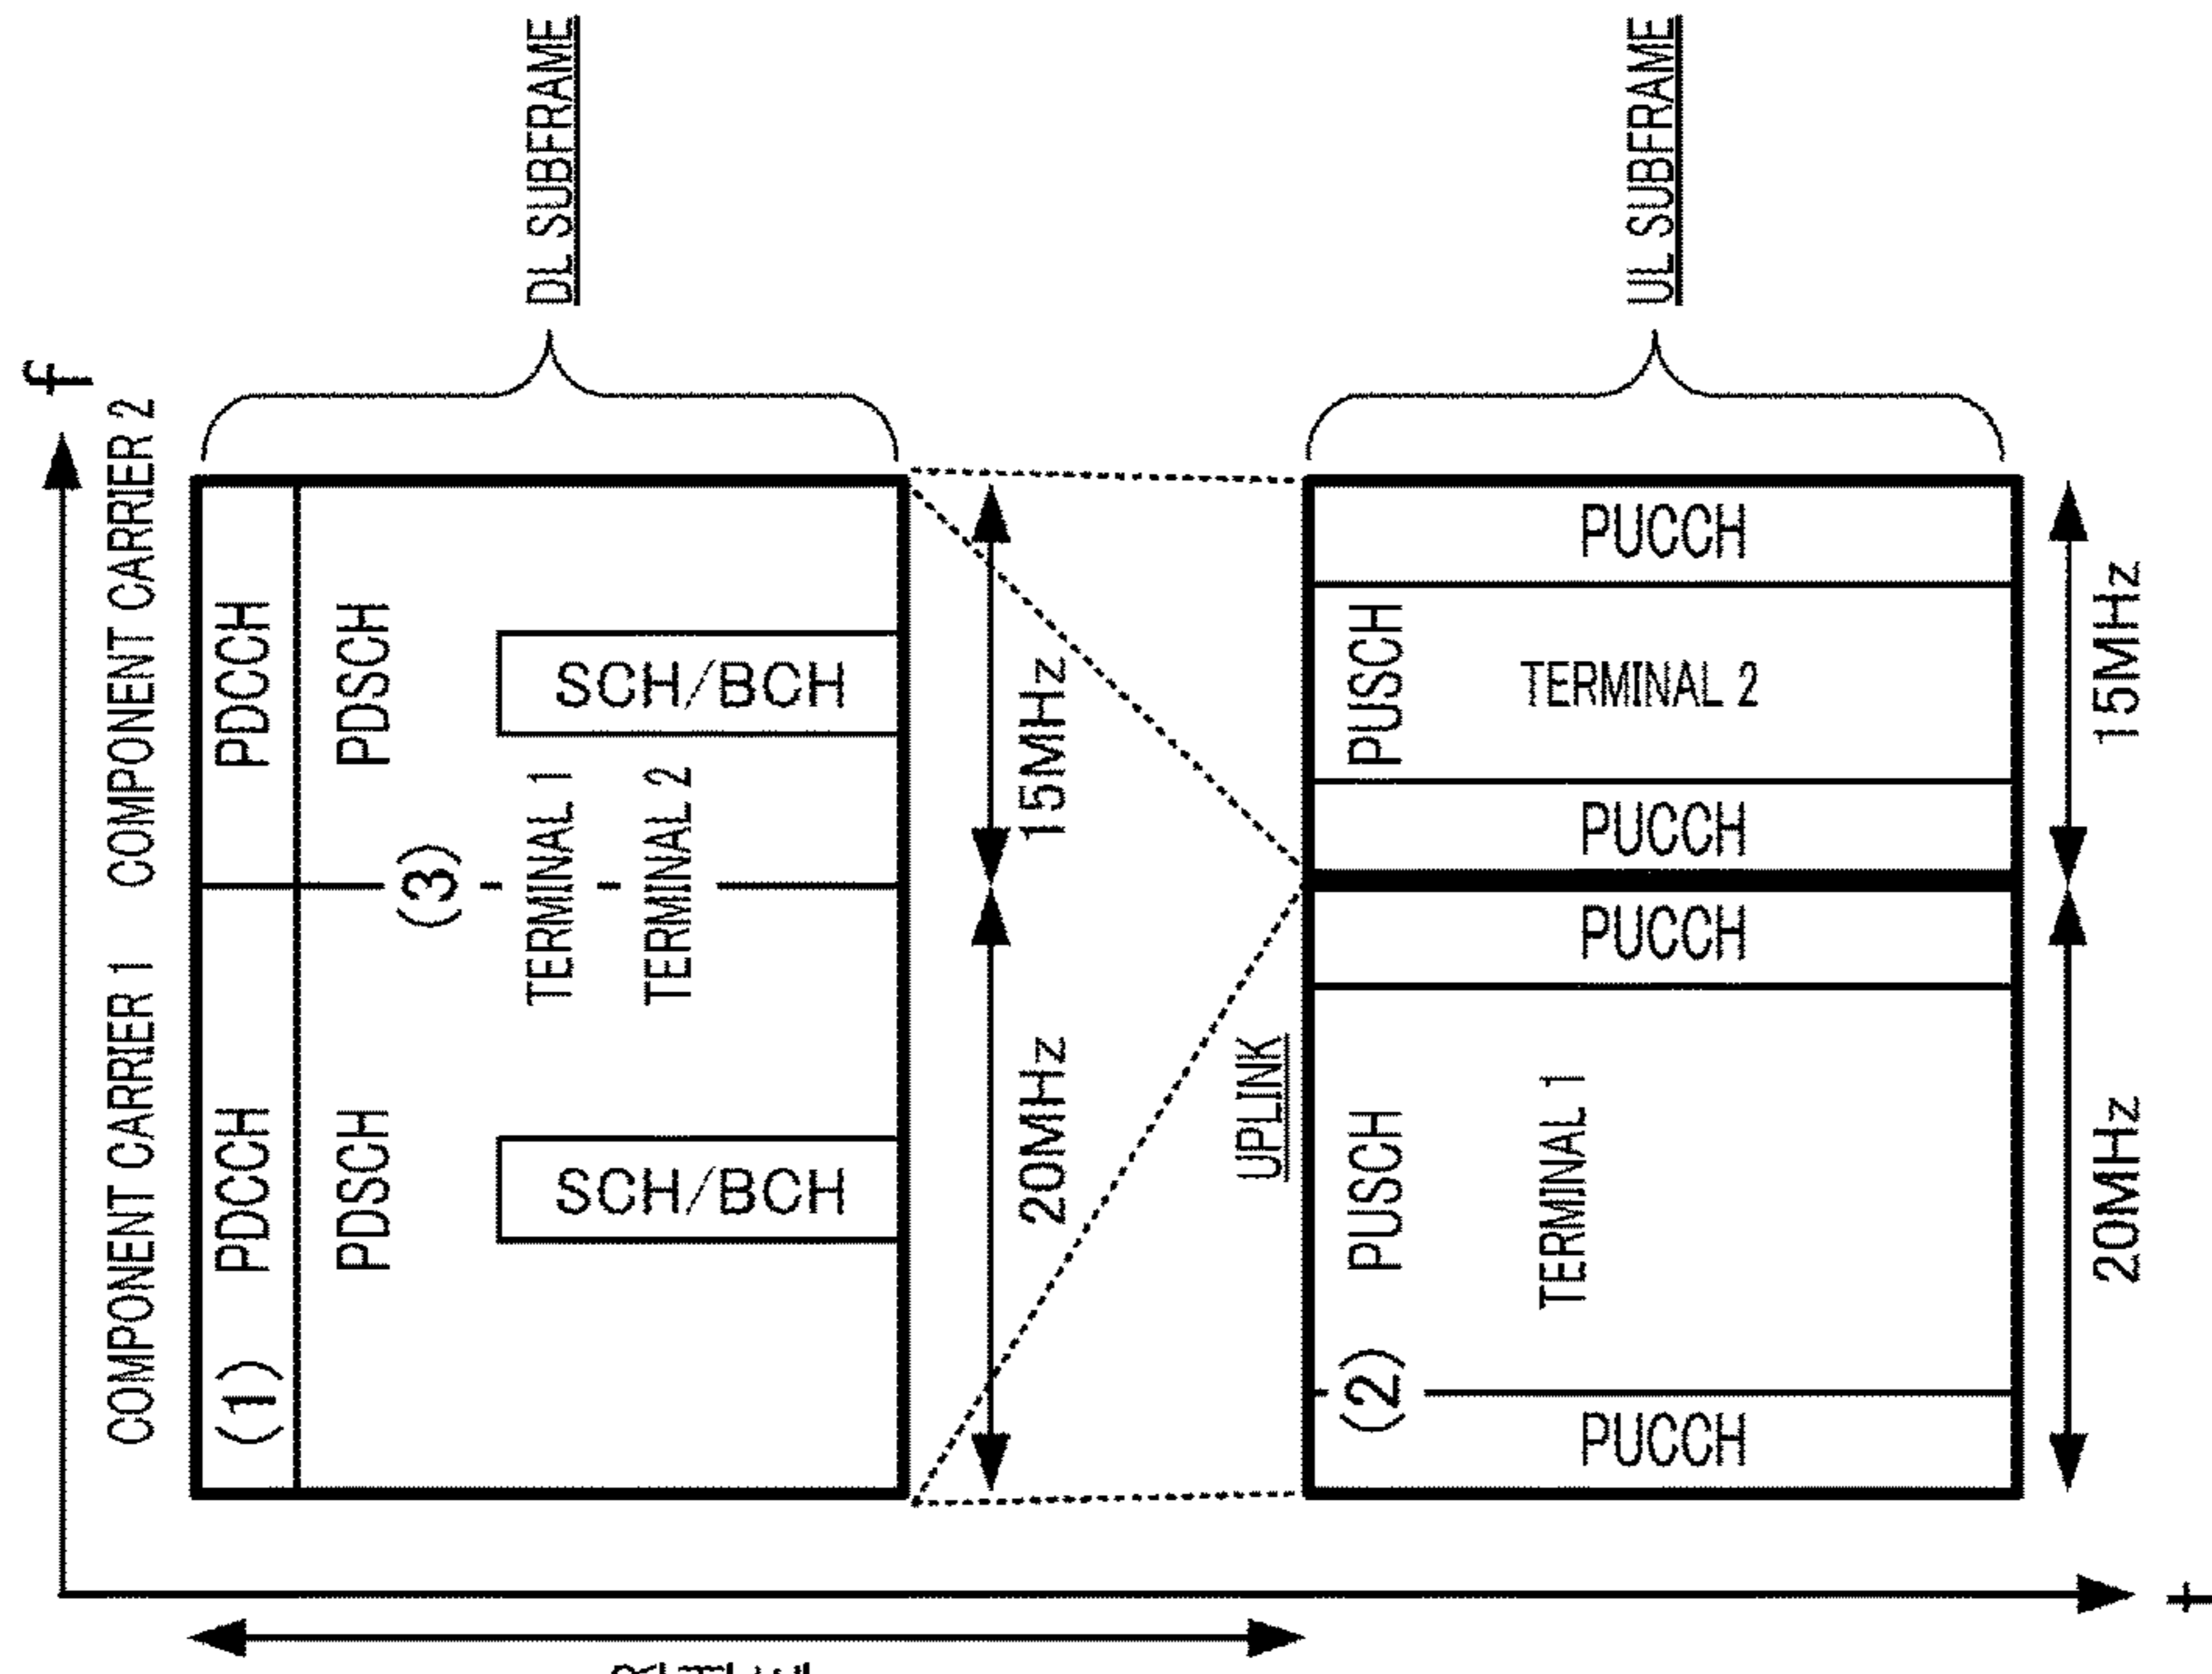 f
COMPONENT CARRIER 1
COMPONENT CARRIER 2
(1)
PDCCH
PDCCH
PDSCH
PDSCH
(3)
TERMINAL 1
TERMINAL 2
SCH/BCH
SCH/BCH
DL SUBFRAME
20MHz
15MHz
UPLINK
(2)
PUSCH
PUSCH
TERMINAL 1
TERMINAL 2
PUCCH
PUCCH
PUCCH
PUCCH
UL SUBFRAME
20MHz
15MHz
t